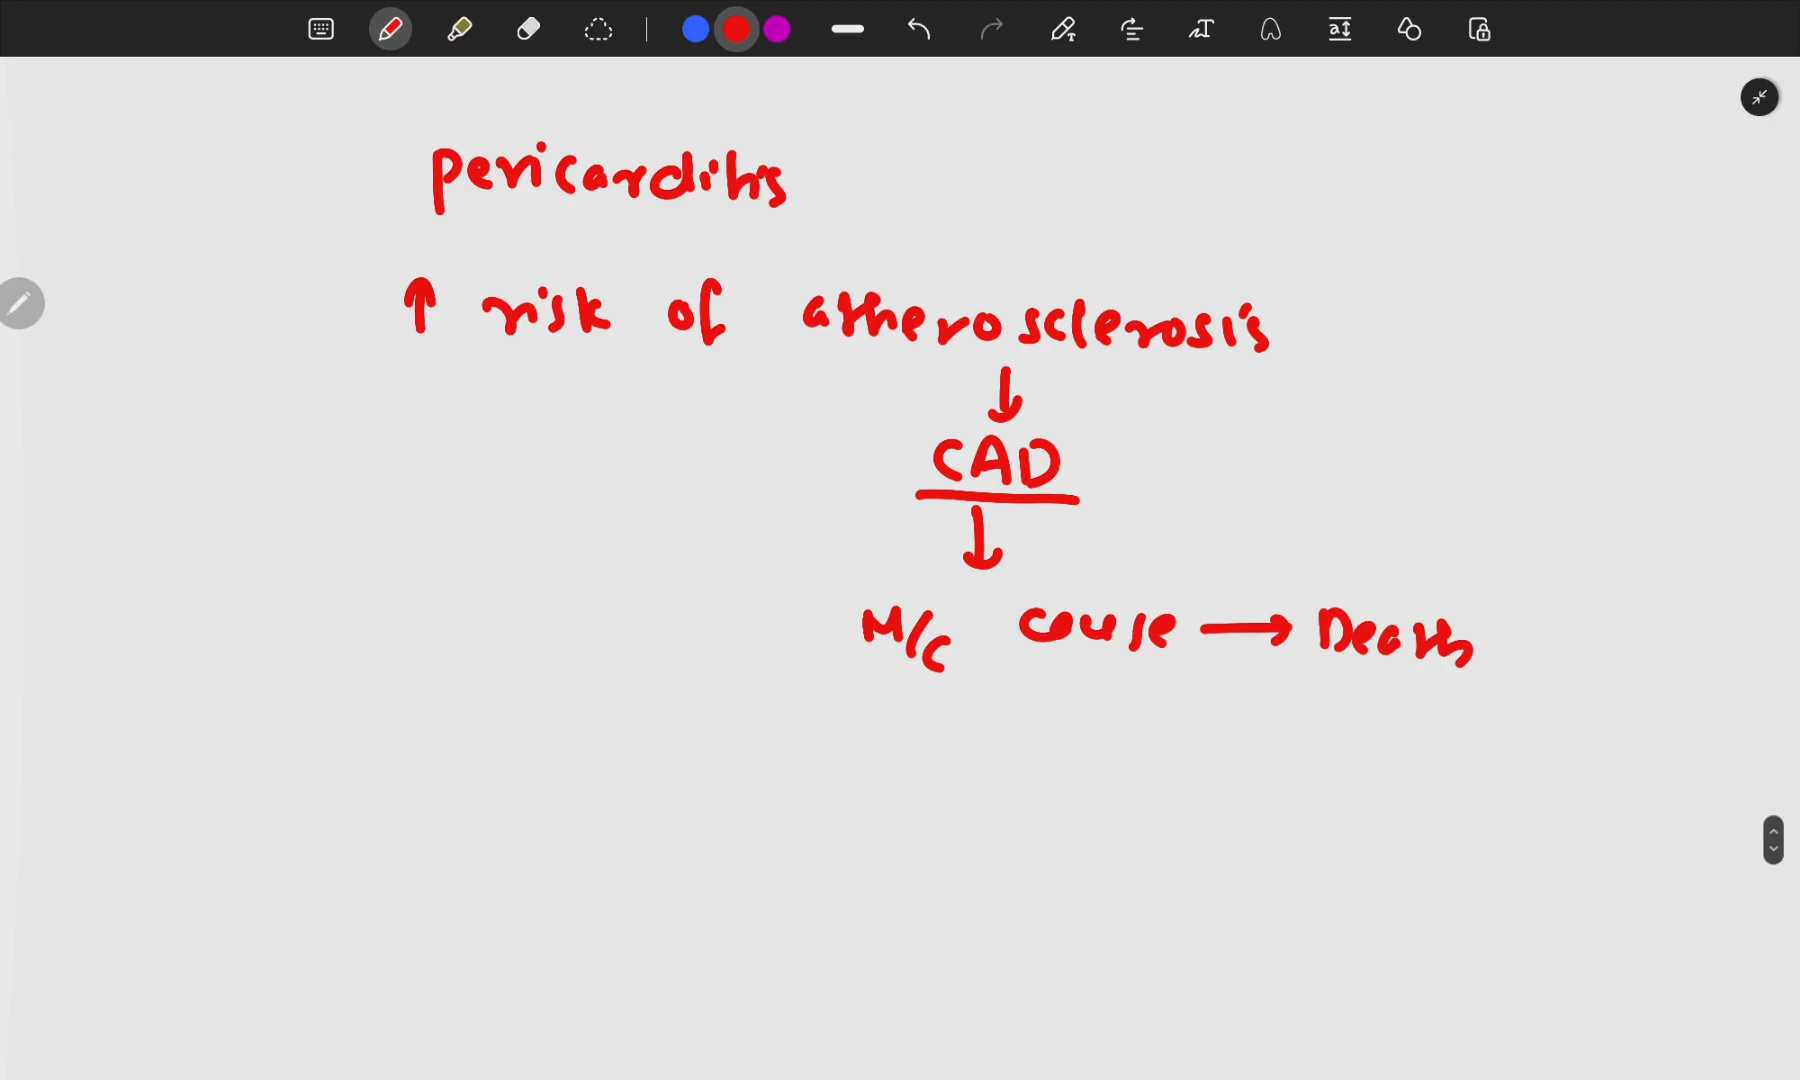 Pericarditis
↑ risk of atherosclerosis
↓
CAD
↓
M/C cause → Death